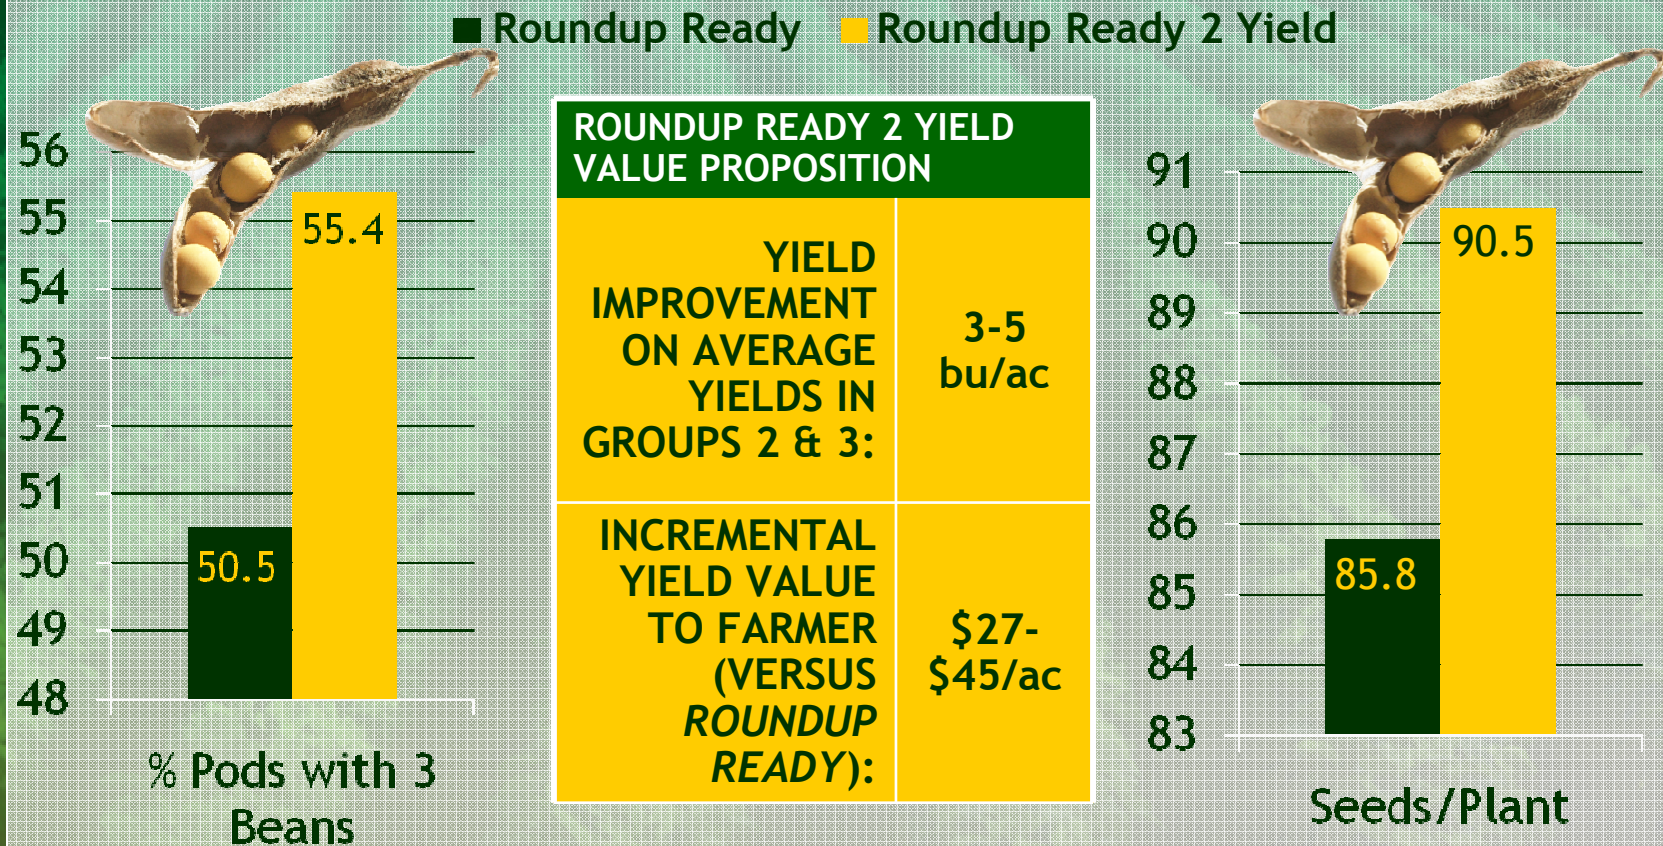 Roundup Ready
Roundup Ready 2 Yield
56
55
54
53
52
51
50
49
48
55.4
50.5
% Pods with 3
Beans
ROUNDUP READY 2 YIELD
VALUE PROPOSITION
YIELD
IMPROVEMENT
ON AVERAGE
YIELDS IN
GROUPS 2 & 3:
3-5
bu/ac
INCREMENTAL
YIELD VALUE
TO FARMER
(VERSUS
ROUNDUP
READY):
$27-
$45/ac
91
90
89
88
87
86
85
84
83
90.5
85.8
Seeds/Plant